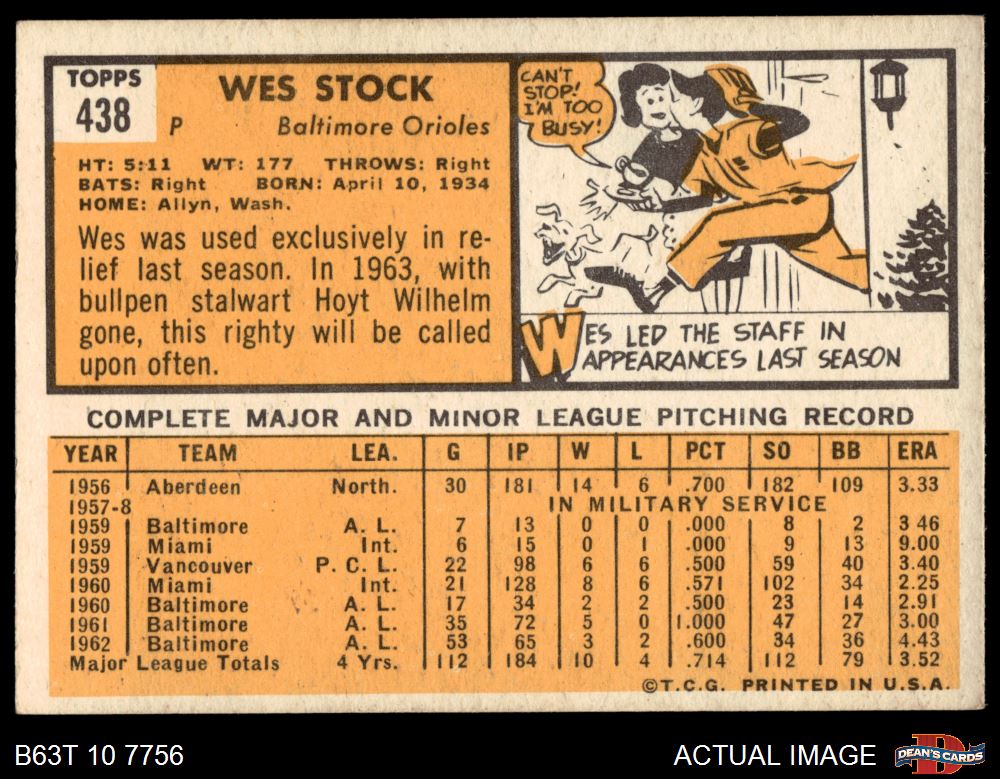 TOPPS
438
WES STOCK
P Baltimore Orioles
HT: 5:11 WT: 177 THROWS: Right
BATS: Right BORN: April 10, 1934
HOME: Allyn, Wash.
Wes was used exclusively in re-
lief last season. In 1963, with
bullpen stalwart Hoyt Wilhelm
gone, this righty will be called
upon often.
CAN'T
STOP!
I'M TOO
BUSY!
WES LED THE STAFF IN
APPEARANCES LAST SEASON
COMPLETE MAJOR AND MINOR LEAGUE PITCHING RECORD
YEAR TEAM LEA. G IP W L PCT SO BB ERA
1956 Aberdeen North. 30 181 14 6 .700 182 109 3.33
1957-8 IN MILITARY SERVICE
1959 Baltimore A. L. 7 13 0 0 .000 8 2 3 46
1959 Miami Int. 6 15 0 1 .000 9 13 9.00
1959 Vancouver P. C. L. 22 98 6 6 .500 59 40 3.40
1960 Miami Int. 21 128 8 6 .571 102 34 2.25
1960 Baltimore A. L. 17 34 2 2 .500 23 14 2.91
1961 Baltimore A. L. 35 72 5 0 1.000 47 27 3.00
1962 Baltimore A. L. 53 65 3 2 .600 34 36 4.43
Major League Totals 4 Yrs. 112 184 10 4 .714 112 79 3.52
©T.C.G. PRINTED IN U.S.A.
B63T 10 7756 ACTUAL IMAGE DEAN'S CARDS